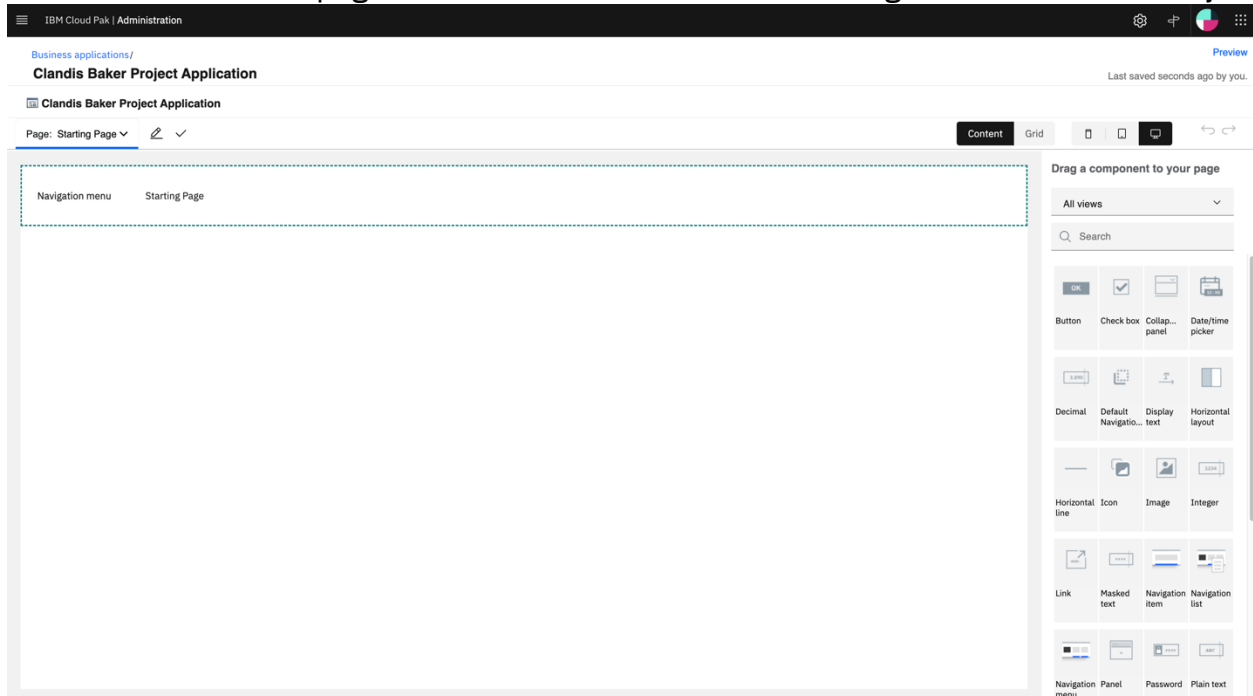 IBM Cloud Pak | Administration
Business applications/
Preview
Clandis Baker Project Application
Last saved seconds ago by you.
Clandis Baker Project Application
Page: Starting Page
Content Grid
Drag a component to your page
Navigation menu Starting Page
All views
Search
OK
Button Check box Collap... panel Date/time picker
Decimal Default Navigatio... Display text Horizontal layout
1234
Horizontal line Icon Image Integer
Link Masked text Navigation item Navigation list
ABC
Navigation menu Panel Password Plain text